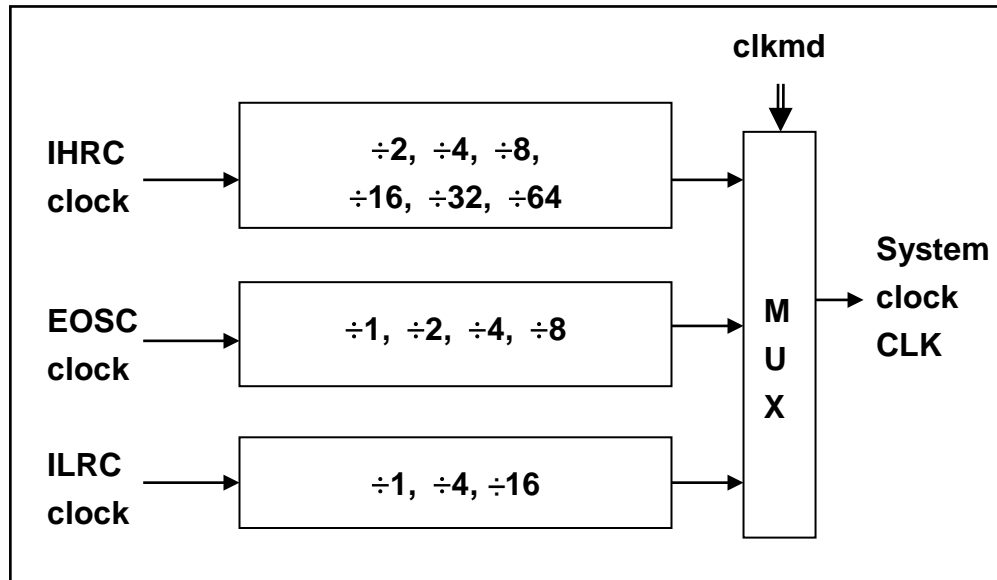 clkmd
IHRC
clock
÷2, ÷4, ÷8,
÷16, ÷32, ÷64
EOSC
clock
÷1, ÷2, ÷4, ÷8
ILRC
clock
÷1, ÷4, ÷16
M
U
X
System
clock
CLK